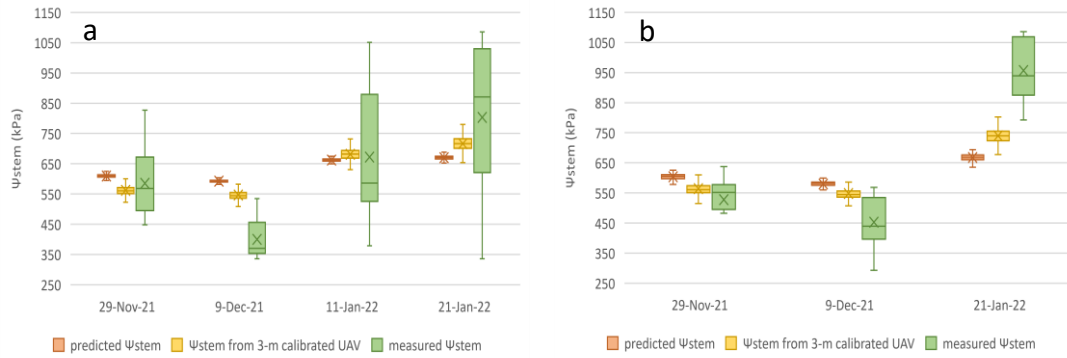 a
1150
1050
950
850
750
650
550
450
350
250
Ψstem (kPa)
29-Nov-21 9-Dec-21 11-Jan-22 21-Jan-22
predicted Ψstem Ψstem from 3-m calibrated UAV measured Ψstem
b
1150
1050
950
850
750
650
550
450
350
250
Ψstem (kPa)
29-Nov-21 9-Dec-21 21-Jan-22
predicted Ψstem Ψstem from 3-m calibrated UAV measured Ψstem